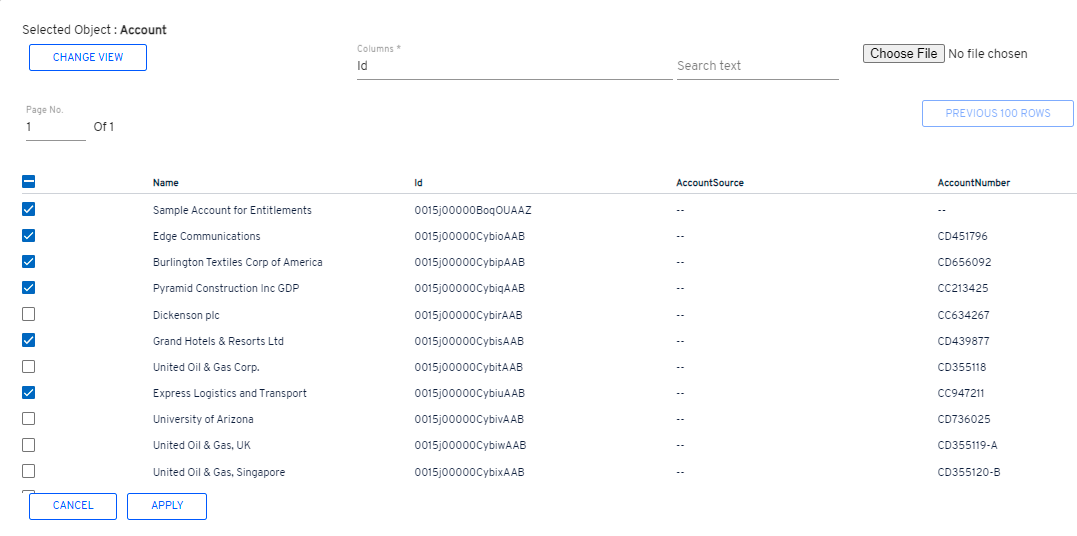 Selected Object : Account
CHANGE VIEW
Columns *
Id
Search text
Choose File No file chosen
Page No.
1 Of 1
PREVIOUS 100 ROWS
Name Id AccountSource AccountNumber
Sample Account for Entitlements 0015j00000BoqOUAAZ -- --
Edge Communications 0015j00000CybioAAB -- CD451796
Burlington Textiles Corp of America 0015j00000CybipAAB -- CD656092
Pyramid Construction Inc GDP 0015j00000CybiqAAB -- CC213425
Dickenson plc 0015j00000CybirAAB -- CC634267
Grand Hotels & Resorts Ltd 0015j00000CybisAAB -- CD439877
United Oil & Gas Corp. 0015j00000CybitAAB -- CD355118
Express Logistics and Transport 0015j00000CybiuAAB -- CC947211
University of Arizona 0015j00000CybivAAB -- CD736025
United Oil & Gas, UK 0015j00000CybiwAAB -- CD355119-A
United Oil & Gas, Singapore 0015j00000CybixAAB -- CD355120-B
CANCEL APPLY